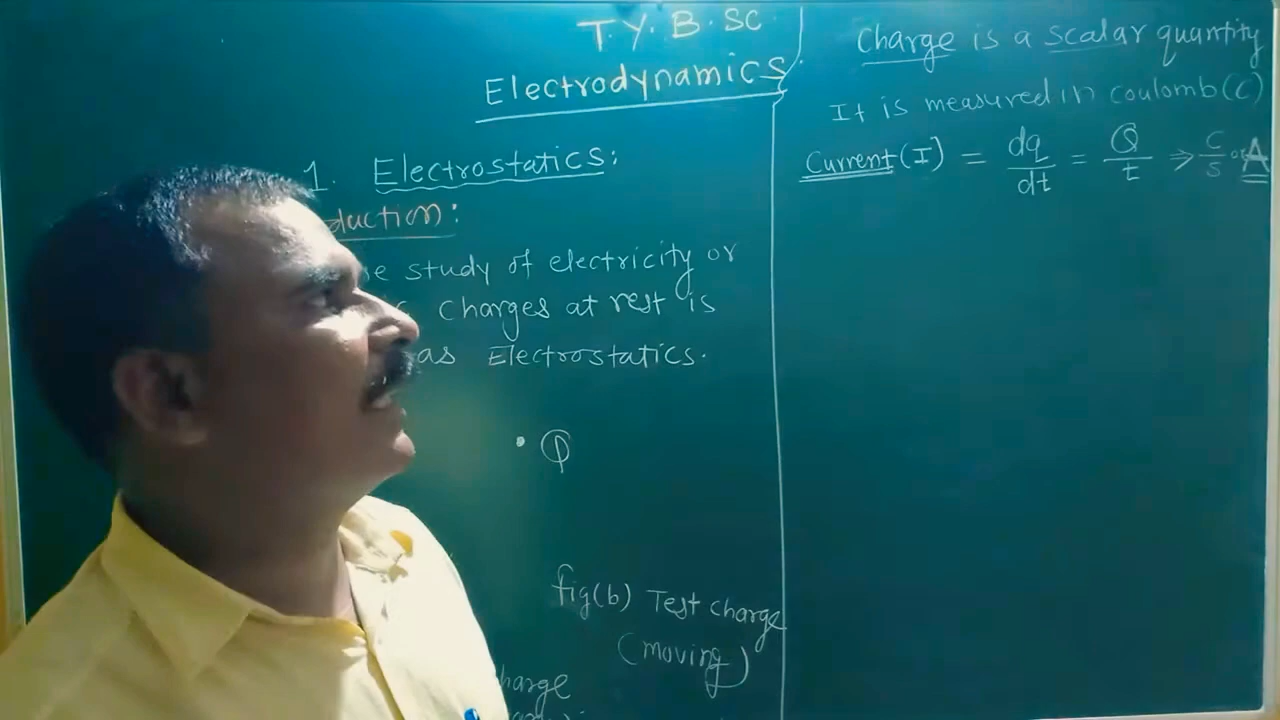 T.Y.B.SC
Electrodynamics
1. Electrostatics:
duction:
e study of electricity or
charges at rest is
as Electrostatics.
Q
fig(b) Test charge
(moving)
harge
Charge is a scalar quantity
It is measured in coulomb(C)
Current(I) = dq/dt = Q/t ⇒ C/s or A